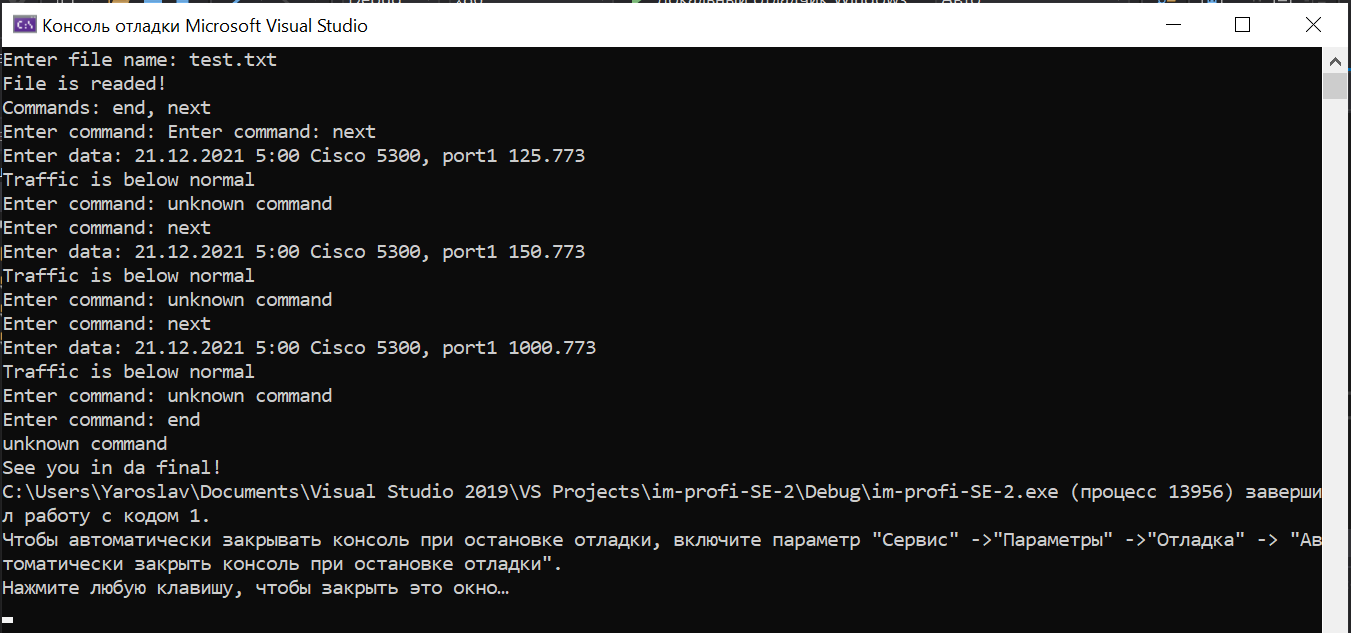 Консоль отладки Microsoft Visual Studio
Enter file name: test.txt
File is readed!
Commands: end, next
Enter command: Enter command: next
Enter data: 21.12.2021 5:00 Cisco 5300, port1 125.773
Traffic is below normal
Enter command: unknown command
Enter command: next
Enter data: 21.12.2021 5:00 Cisco 5300, port1 150.773
Traffic is below normal
Enter command: unknown command
Enter command: next
Enter data: 21.12.2021 5:00 Cisco 5300, port1 1000.773
Traffic is below normal
Enter command: unknown command
Enter command: end
unknown command
See you in da final!
C:\Users\Yaroslav\Documents\Visual Studio 2019\VS Projects\im-profi-SE-2\Debug\im-profi-SE-2.exe (процесс 13956) заверши
л работу с кодом 1.
Чтобы автоматически закрывать консоль при остановке отладки, включите параметр "Сервис" ->"Параметры" ->"Отладка" -> "Ав
томатически закрыть консоль при остановке отладки".
Нажмите любую клавишу, чтобы закрыть это окно…